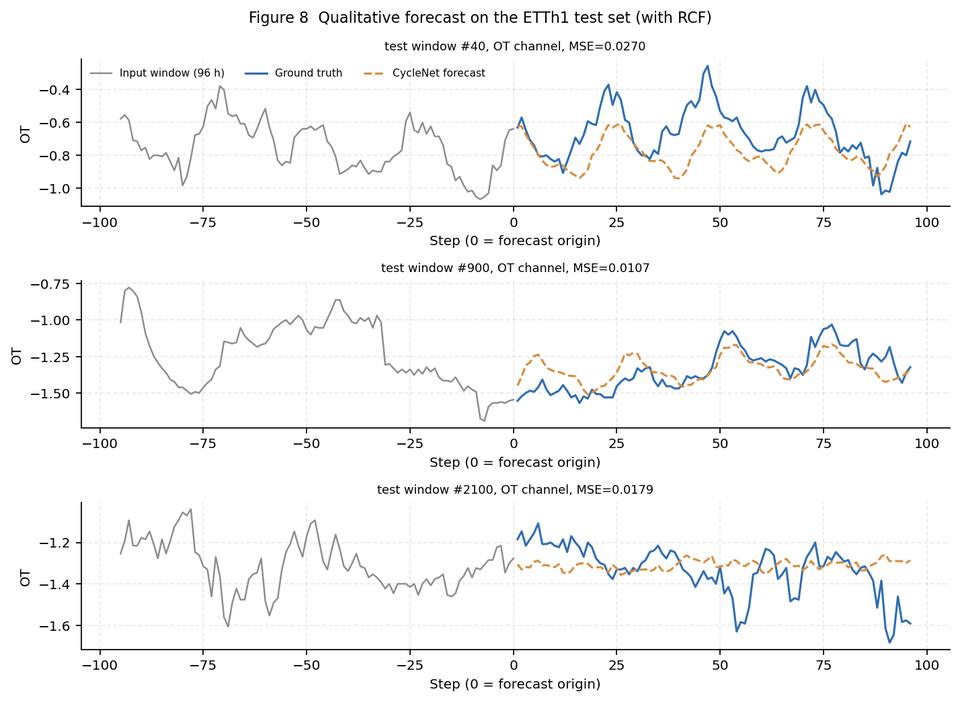 Figure 8  Qualitative forecast on the ETTh1 test set (with RCF)
test window #40, OT channel, MSE=0.0270
Input window (96 h)  Ground truth  CycleNet forecast
−0.4
−0.6
−0.8
−1.0
OT
−100 −75 −50 −25 0 25 50 75 100
Step (0 = forecast origin)
test window #900, OT channel, MSE=0.0107
−0.75
−1.00
−1.25
−1.50
OT
−100 −75 −50 −25 0 25 50 75 100
Step (0 = forecast origin)
test window #2100, OT channel, MSE=0.0179
−1.2
−1.4
−1.6
OT
−100 −75 −50 −25 0 25 50 75 100
Step (0 = forecast origin)